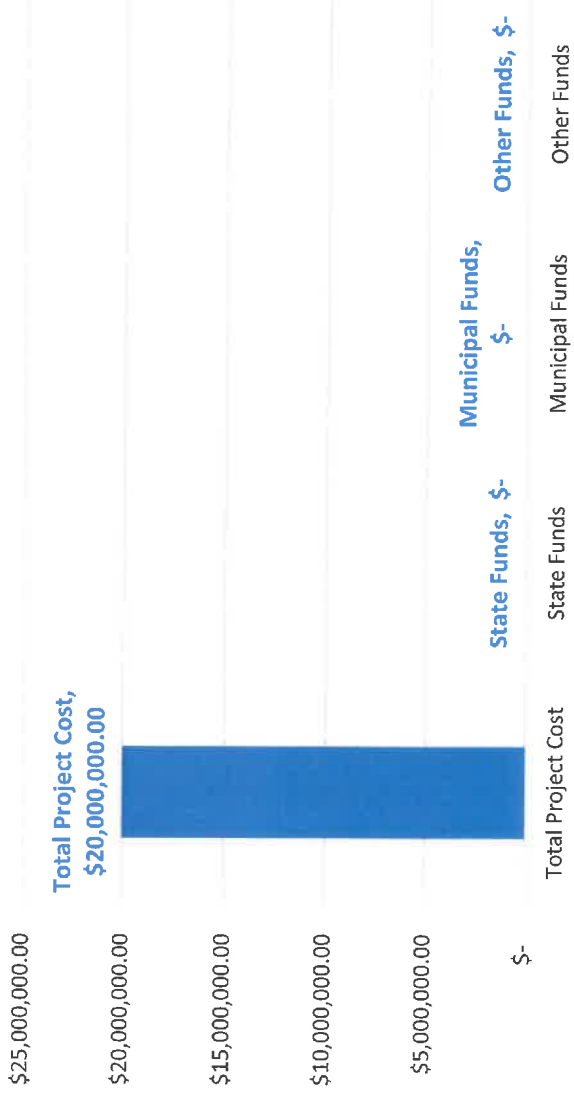 $25,000,000.00
$20,000,000.00
$15,000,000.00
$10,000,000.00
$5,000,000.00
$-
Total Project Cost,
$20,000,000.00
State Funds, $-
Municipal Funds,
$-
Other Funds, $-
Total Project Cost
State Funds
Municipal Funds
Other Funds